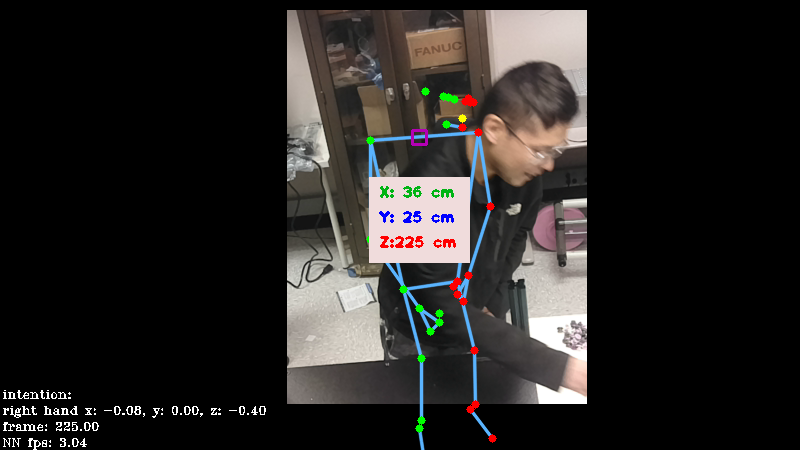 FANUC
X: 36 cm
Y: 25 cm
Z:225 cm
intention:
right hand x: -0.08, y: 0.00, z: -0.40
frame: 225.00
NN fps: 3.04